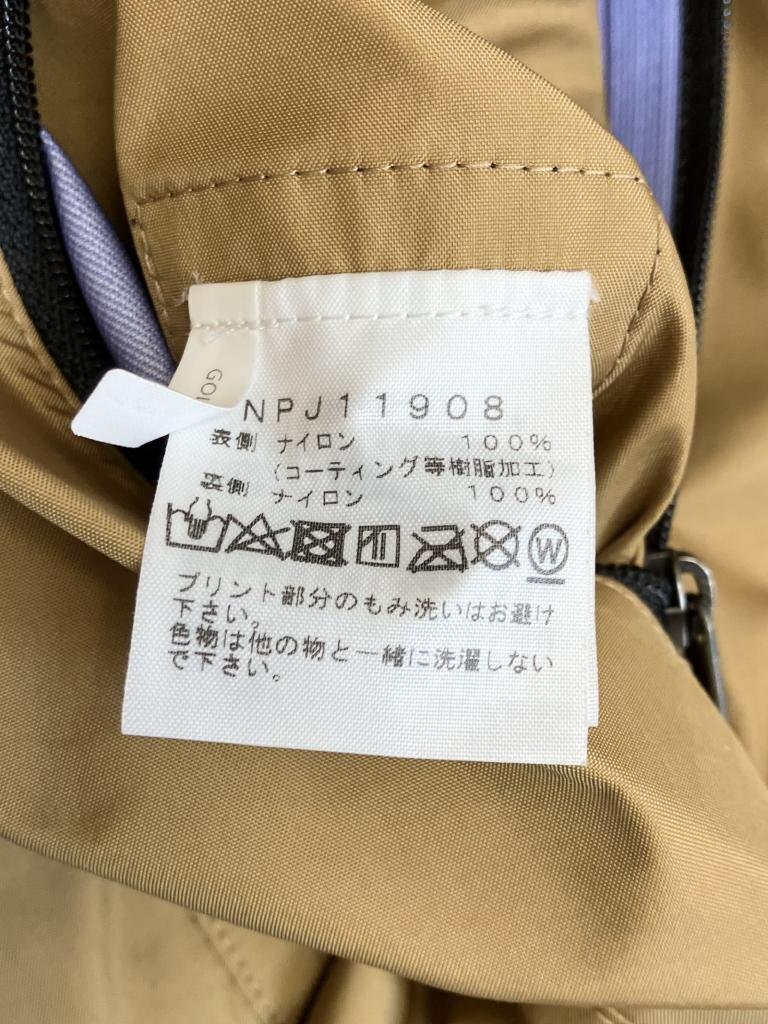 GO
NPJ11908
表側 ナイロン 100%
(コーティング等樹脂加工)
裏側 ナイロン 100%
W
プリント部分のもみ洗いはお避け
下さい。
色物は他の物と一緒に洗濯しない
で下さい。